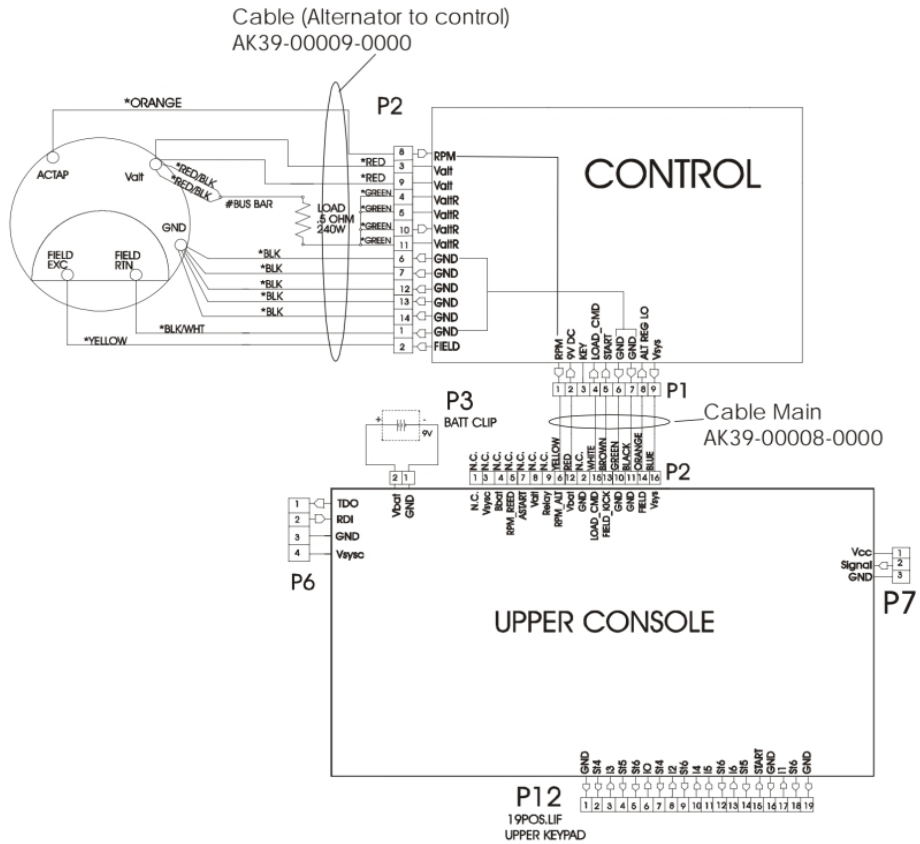 Cable (Alternator to control)
AK39-00009-0000
*ORANGE
P2
CONTROL
ACTAP
Valt
*RED/BLK
*RED/BLK
#BUS BAR
GND
FIELD
EXC
FIELD
RTN
LOAD
.5 OHM
240W
*RED
*RED
*GREEN
*GREEN
*GREEN
*GREEN
*BLK
*BLK
*BLK
*BLK
*BLK
*BLK/WHT
*YELLOW
8 RPM
3 Valt
9 Valt
4 ValtR
5 ValtR
10 ValtR
11 ValtR
6 GND
7 GND
12 GND
13 GND
14 GND
1 GND
2 FIELD
RPM
9V DC
KEY
LOAD_CMD
START
GND
GND
ALT REG LO
Vsys
1 2 3 4 5 6 7 8 9
P1
Cable Main
AK39-00008-0000
P3
BATT CLIP
+ -
9V
2 1
Vbat
GND
N.C.
N.C.
N.C.
N.C.
N.C.
N.C.
N.C.
YELLOW
RED
N.C.
WHITE
BROWN
GREEN
BLACK
ORANGE
BLUE
1 3 4 5 7 8 9 6 12 2 15 13 10 11 14 16
P2
N.C.
Vsysc
Bbat
RPM_REED
ASTART
Valt
Relay
RPM_ALT
Vbat
GND
LOAD_CMD
FIELD_KICK
GND
GND
FIELD
Vsys
1 TDO
2 RDI
3 GND
4 Vsysc
P6
UPPER CONSOLE
Vcc 1
Signal 2
GND 3
P7
GND
St4
I3
St5
St6
IO
St4
I2
St6
I4
I5
St6
I6
St5
START
GND
I1
St6
GND
1 2 3 4 5 6 7 8 9 10 11 12 13 14 15 16 17 18 19
P12
19POS.LIF
UPPER KEYPAD